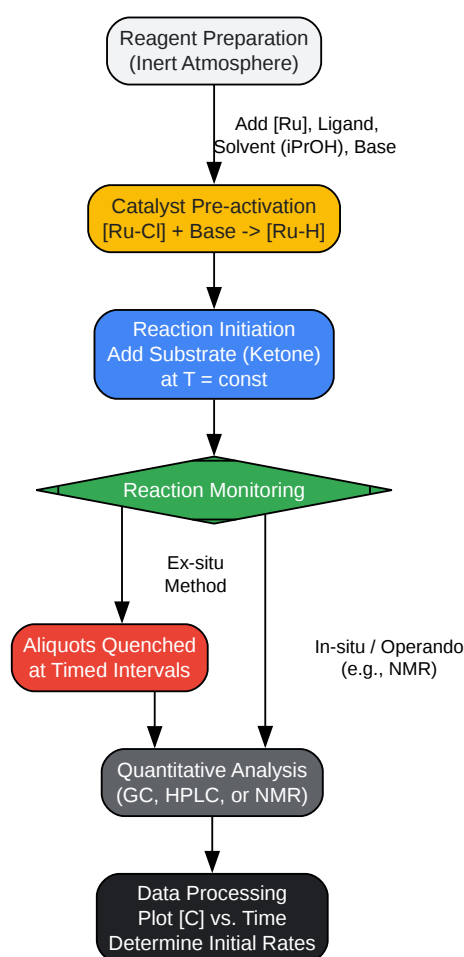 Reagent Preparation
(Inert Atmosphere)
Add [Ru], Ligand,
Solvent (iPrOH), Base
Catalyst Pre-activation
[Ru-Cl] + Base -> [Ru-H]
Reaction Initiation
Add Substrate (Ketone)
at T = const
Reaction Monitoring
Ex-situ
Method
Aliquots Quenched
at Timed Intervals
In-situ / Operando
(e.g., NMR)
Quantitative Analysis
(GC, HPLC, or NMR)
Data Processing
Plot [C] vs. Time
Determine Initial Rates